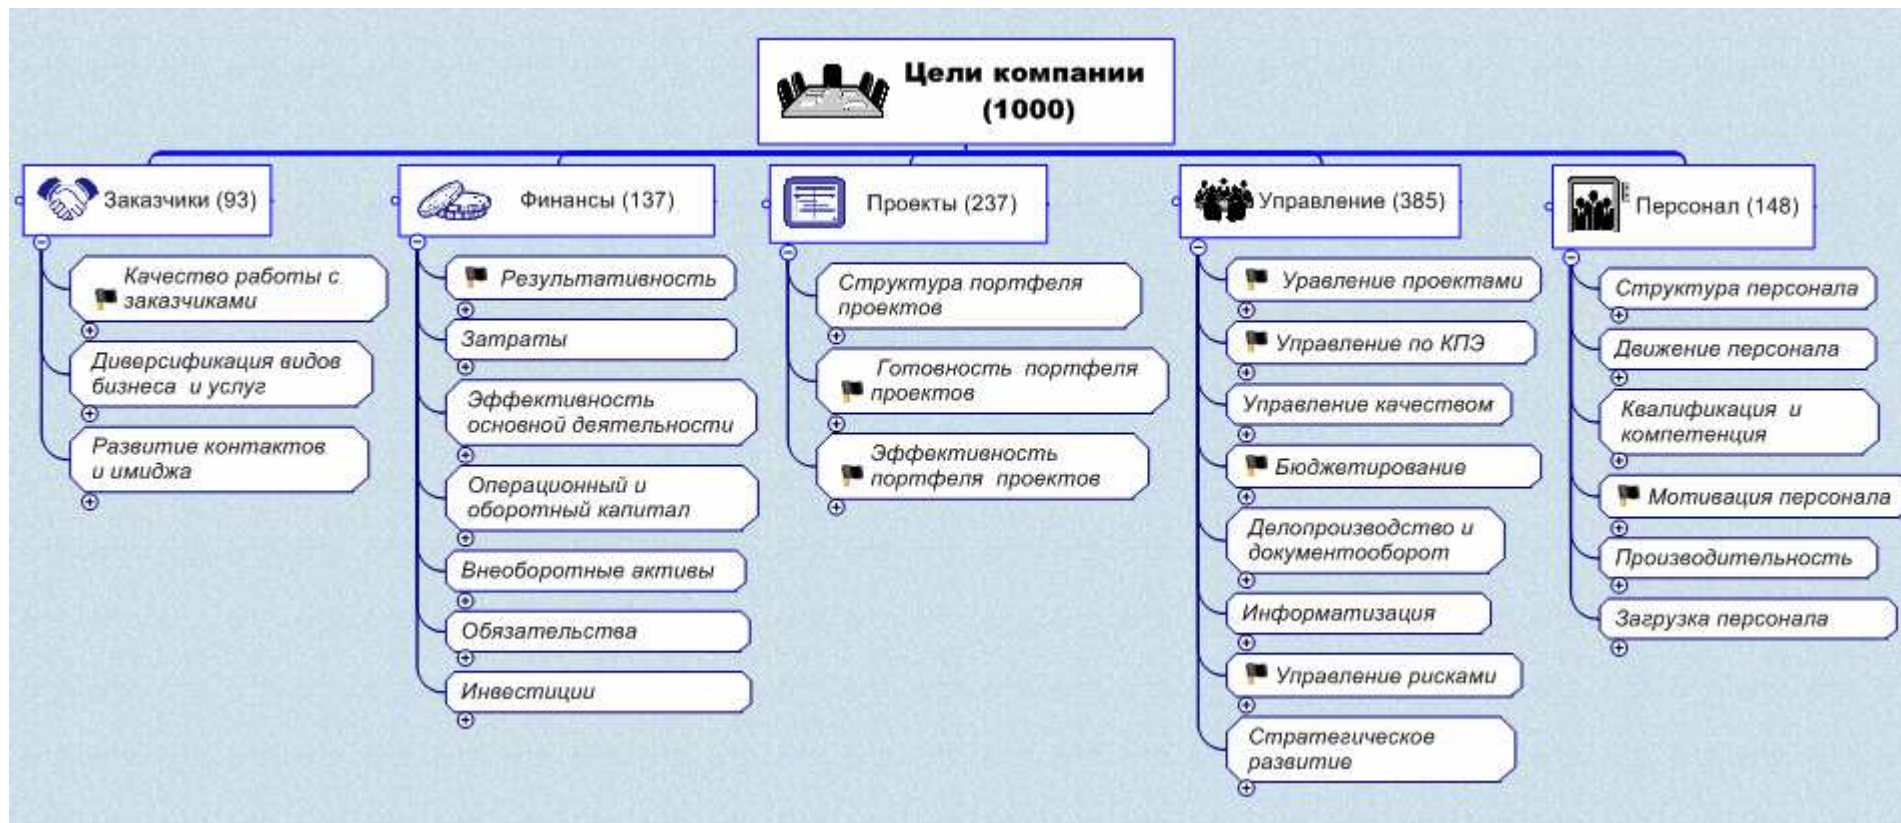 Цели компании
(1000)
Заказчики (93)
Качество работы с
заказчиками
Диверсификация видов
бизнеса и услуг
Развитие контактов
и имиджа
Финансы (137)
Результативность
Затраты
Эффективность
основной деятельности
Операционный и
оборотный капитал
Внеоборотные активы
Обязательства
Инвестиции
Проекты (237)
Структура портфеля
проектов
Готовность портфеля
проектов
Эффективность
портфеля проектов
Управление (385)
Уравление проектами
Управление по КПЭ
Управление качеством
Бюджетирование
Делопроизводство и
документооборот
Информатизация
Управление рисками
Стратегическое
развитие
Персонал (148)
Структура персонала
Движение персонала
Квалификация и
компетенция
Мотивация персонала
Производительность
Загрузка персонала